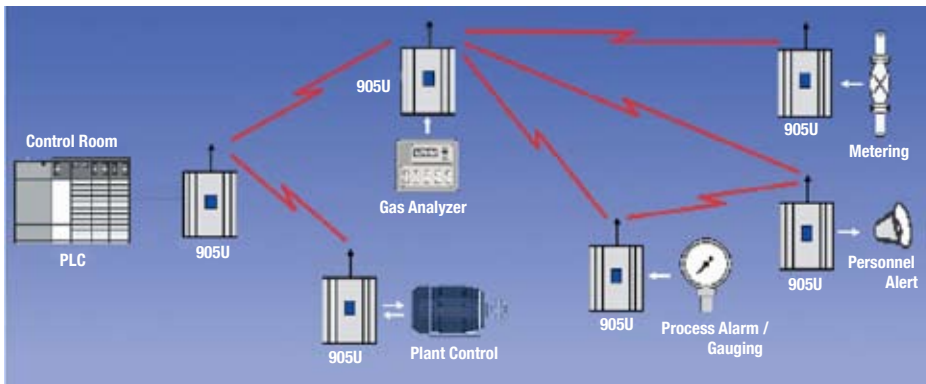 Control Room
PLC
905U
905U
Gas Analyzer
905U
Plant Control
905U
Process Alarm /
Gauging
905U
Metering
905U
Personnel
Alert